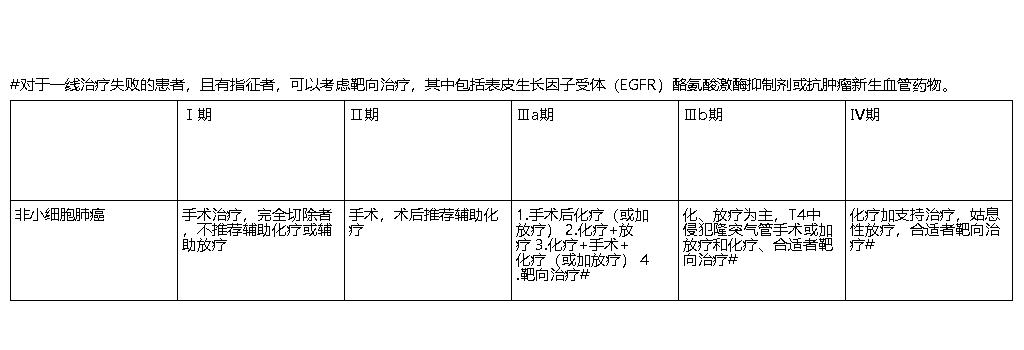 #对于一线治疗失败的患者，且有指征者，可以考虑靶向治疗，其中包括表皮生长因子受体（EGFR）酪氨酸激酶抑制剂或抗肿瘤新生血管药物。
Ⅰ期
Ⅱ期
Ⅲa期
Ⅲb期
Ⅳ期
非小细胞肺癌
手术治疗，完全切除者
，不推荐辅助化疗或辅
助放疗
手术，术后推荐辅助化
疗
1.手术后化疗（或加
放疗） 2.化疗+放
疗 3.化疗+手术+
化疗（或加放疗） 4
.靶向治疗#
化、放疗为主，T4中
侵犯隆突气管手术或加
放疗和化疗、合适者靶
向治疗#
化疗加支持治疗，姑息
性放疗，合适者靶向治
疗#